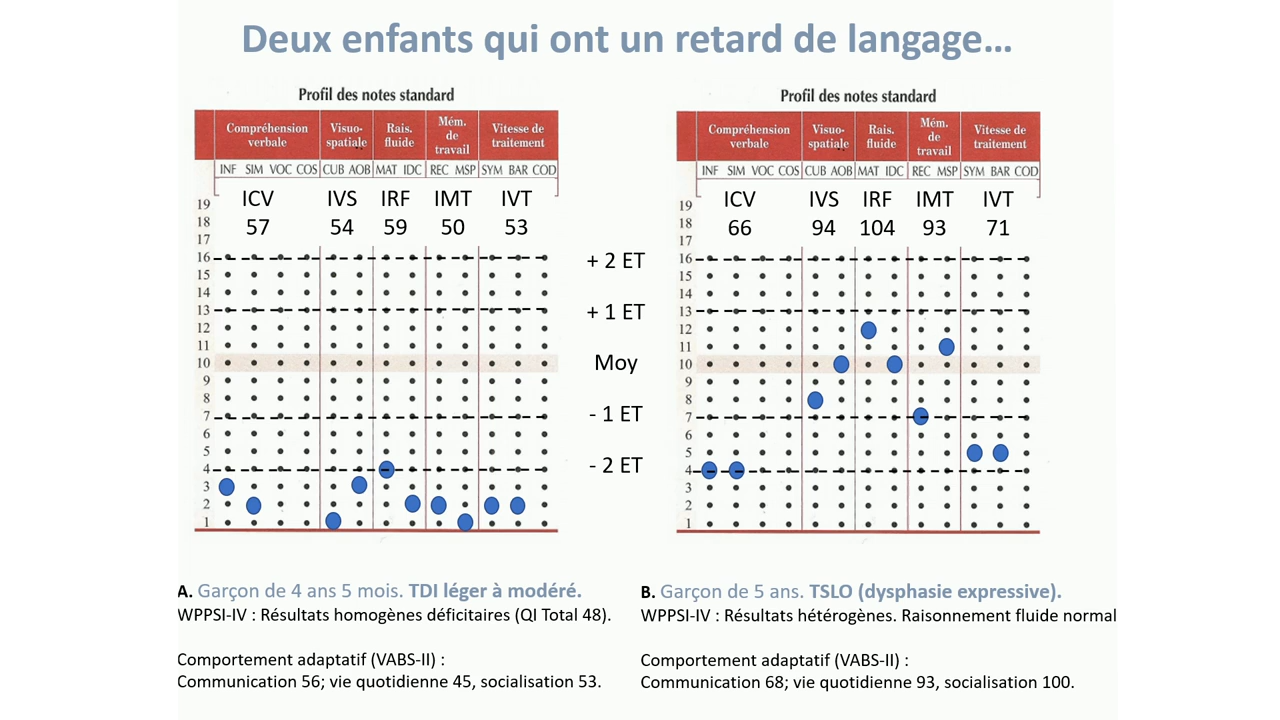 Deux enfants qui ont un retard de langage...
Profil des notes standard
Compréhension verbale Visuo-spatiale Rais. fluide Mém. de travail Vitesse de traitement
INF SIM VOC COS CUB AOB MAT IDC REC MSP SYM BAR COD
ICV IVS IRF IMT IVT
57 54 59 50 53
19
18
17
16
15
14
13
12
11
10
9
8
7
6
5
4
3
2
1
+ 2 ET
+ 1 ET
Moy
- 1 ET
- 2 ET
Profil des notes standard
Compréhension verbale Visuo-spatiale Rais. fluide Mém. de travail Vitesse de traitement
INF SIM VOC COS CUB AOB MAT IDC REC MSP SYM BAR COD
ICV IVS IRF IMT IVT
66 94 104 93 71
19
18
17
16
15
14
13
12
11
10
9
8
7
6
5
4
3
2
1
A. Garçon de 4 ans 5 mois. TDI léger à modéré.
WPPSI-IV : Résultats homogènes déficitaires (QI Total 48).
Comportement adaptatif (VABS-II) :
Communication 56; vie quotidienne 45, socialisation 53.
B. Garçon de 5 ans. TSLO (dysphasie expressive).
WPPSI-IV : Résultats hétérogènes. Raisonnement fluide normal
Comportement adaptatif (VABS-II) :
Communication 68; vie quotidienne 93, socialisation 100.